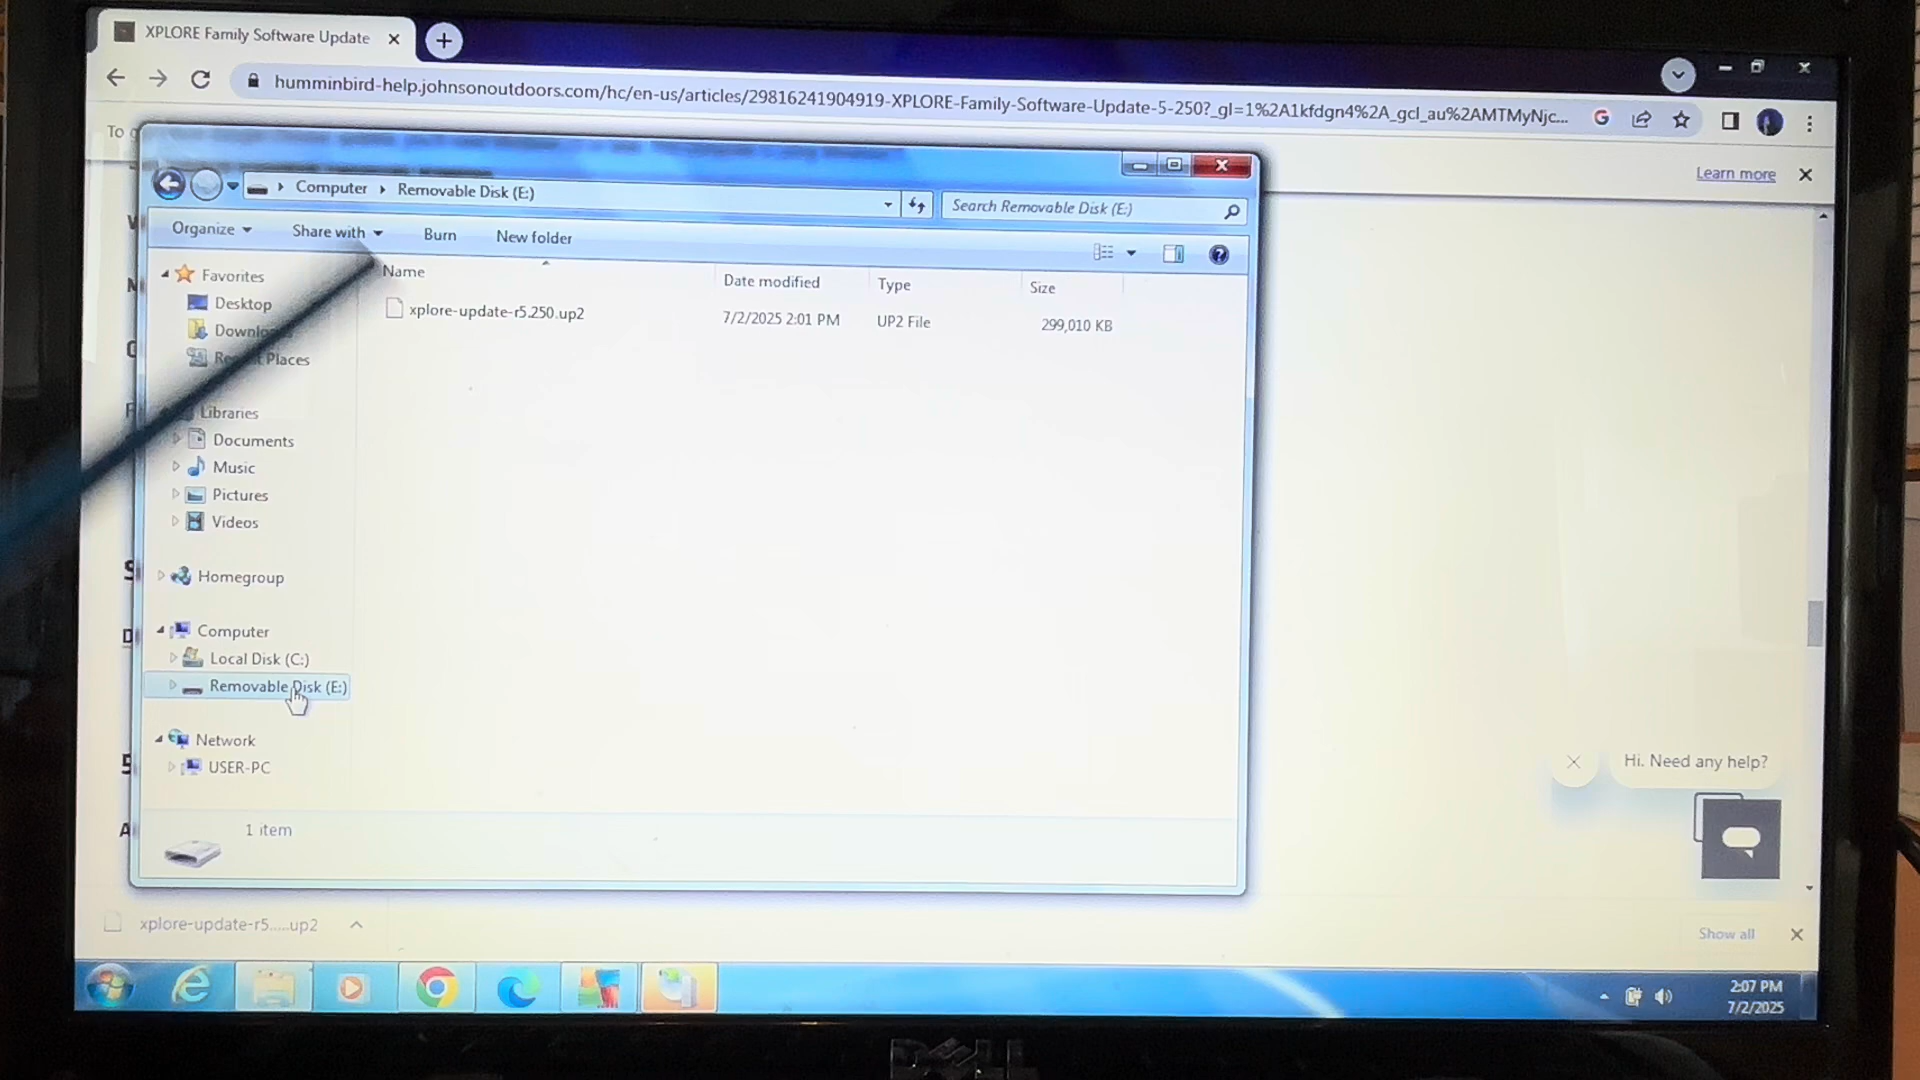 XPLORE Family Software Update
humminbird-help.johnsonoutdoors.com/hc/en-us/articles/29816241904919-XPLORE-Family-Software-Update-5-250?_gl=1%2A1kfdgn4%2A_gcl_au%2AMTMyNjc...
To
Learn more
Computer
Removable Disk (E:)
Search Removable Disk (E:)
Organize
Share with
Burn
New folder
Name
Date modified
Type
Size
xplore-update-r5.250.up2
7/2/2025 2:01 PM
UP2 File
299,010 KB
Favorites
Desktop
Places
Libraries
Documents
Music
Pictures
Videos
Homegroup
Computer
Local Disk (C:)
Removable Disk (E:)
Network
USER-PC
1 item
Hi. Need any help?
xplore-update-r5.....up2
Show all
2:07 PM
7/2/2025
DELL